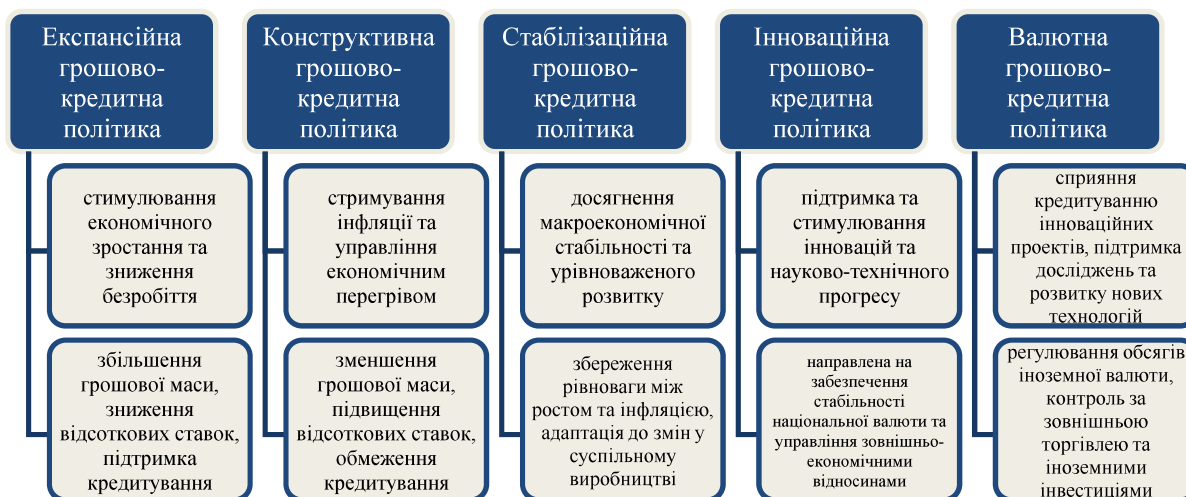 Експансійна
грошово-
кредитна
політика
стимулювання
економічного
зростання та
зниження
безробіття
збільшення
грошової маси,
зниження
відсоткових ставок,
підтримка
кредитування
Конструктивна
грошово-
кредитна
політика
стримування
інфляції та
управління
економічним
перегрівом
зменшення
грошової маси,
підвищення
відсоткових ставок,
обмеження
кредитування
Стабілізаційна
грошово-
кредитна
політика
досягнення
макроекономічної
стабільності та
урівноваженого
розвитку
збереження
рівноваги між
ростом та інфляцією,
адаптація до змін у
суспільному
виробництві
Інноваційна
грошово-
кредитна
політика
підтримка та
стимулювання
інновацій та
науково-технічного
прогресу
направлена на
забезпечення
стабільності
національної валюти та
управління зовнішньо-
економічними
відносинами
Валютна
грошово-
кредитна
політика
сприяння
кредитуванню
інноваційних
проектів, підтримка
досліджень та
розвитку нових
технологій
регулювання обсягів
іноземної валюти,
контроль за
зовнішньою
торгівлею та
іноземними
інвестиціями